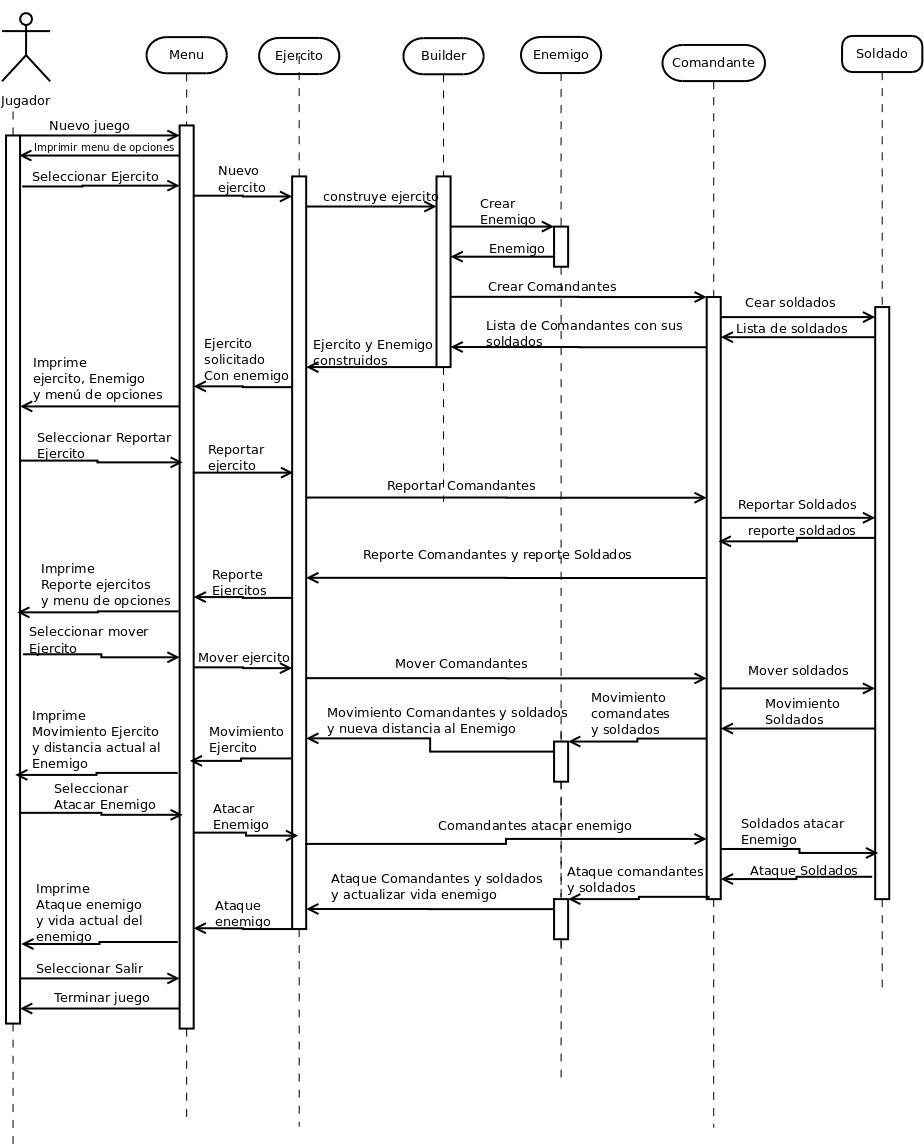 Menu
Ejercito
Builder
Enemigo
Comandante
Soldado
Jugador
Nuevo juego
Imprimir menu de opciones
Seleccionar Ejercito
Nuevo
ejercito
construye ejercito
Crear
Enemigo
Enemigo
Crear Comandantes
Cear soldados
Lista de Comandantes con sus
soldados
Lista de soldados
Ejercito y Enemigo
construidos
Ejercito
solicitado
Con enemigo
Imprime
ejercito, Enemigo
y menú de opciones
Seleccionar Reportar
Ejercito
Reportar
ejercito
Reportar Comandantes
Reportar Soldados
reporte soldados
Reporte Comandantes y reporte Soldados
Reporte
Ejercitos
Imprime
Reporte ejercitos
y menu de opciones
Seleccionar mover
Ejercito
Mover ejercito
Mover Comandantes
Mover soldados
Movimiento
Soldados
Movimiento
comandates
y soldados
Movimiento Comandantes y soldados
y nueva distancia al Enemigo
Movimiento
Ejercito
Imprime
Movimiento Ejercito
y distancia actual al
Enemigo
Seleccionar
Atacar Enemigo
Atacar
Enemigo
Comandantes atacar enemigo
Soldados atacar
Enemigo
Ataque Soldados
Ataque comandantes
y soldados
Ataque Comandantes y soldados
y actualizar vida enemigo
Ataque
enemigo
Imprime
Ataque enemigo
y vida actual del
enemigo
Seleccionar Salir
Terminar juego